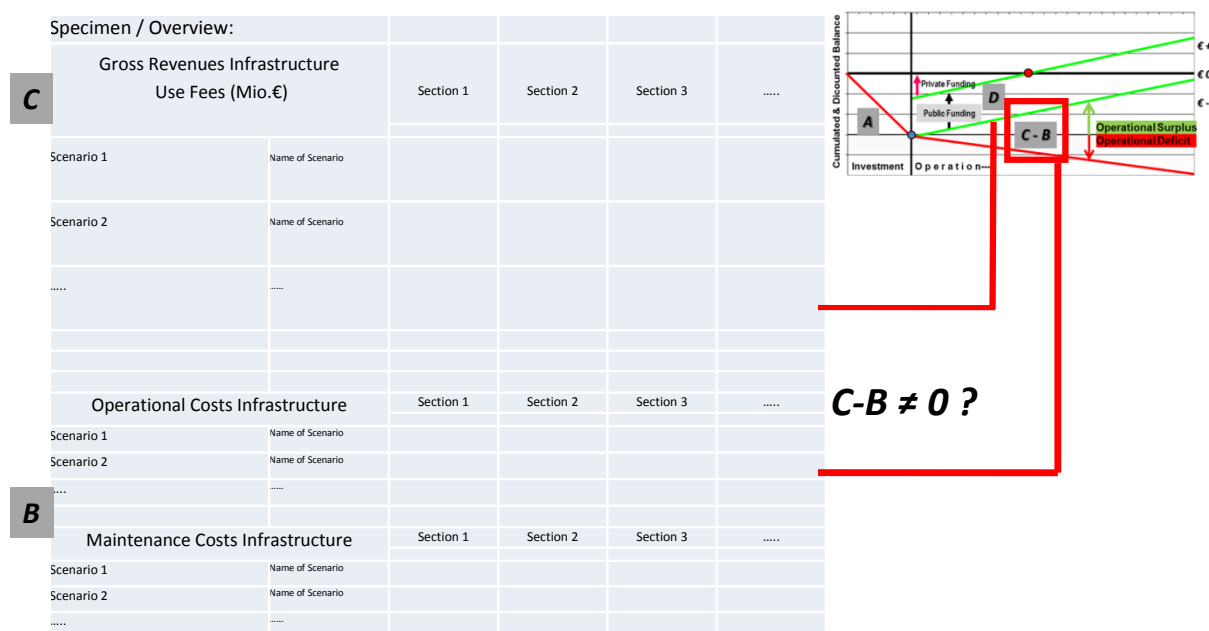 Specimen / Overview:
C
Gross Revenues Infrastructure
Use Fees (Mio.€)
Section 1
Section 2
Section 3
.....
Scenario 1
Name of Scenario
Scenario 2
Name of Scenario
.....
......
Operational Costs Infrastructure
Section 1
Section 2
Section 3
.....
Scenario 1
Name of Scenario
Scenario 2
Name of Scenario
....
......
B
Maintenance Costs Infrastructure
Section 1
Section 2
Section 3
.....
Scenario 1
Name of Scenario
Scenario 2
Name of Scenario
.....
......
Cumulated & Dicounted Balance
€ +
€ 0
€ -
Private Funding
Public Funding
A
D
C - B
Operational Surplus
Operational Deficit
Investment
Operation---
C-B ≠ 0 ?